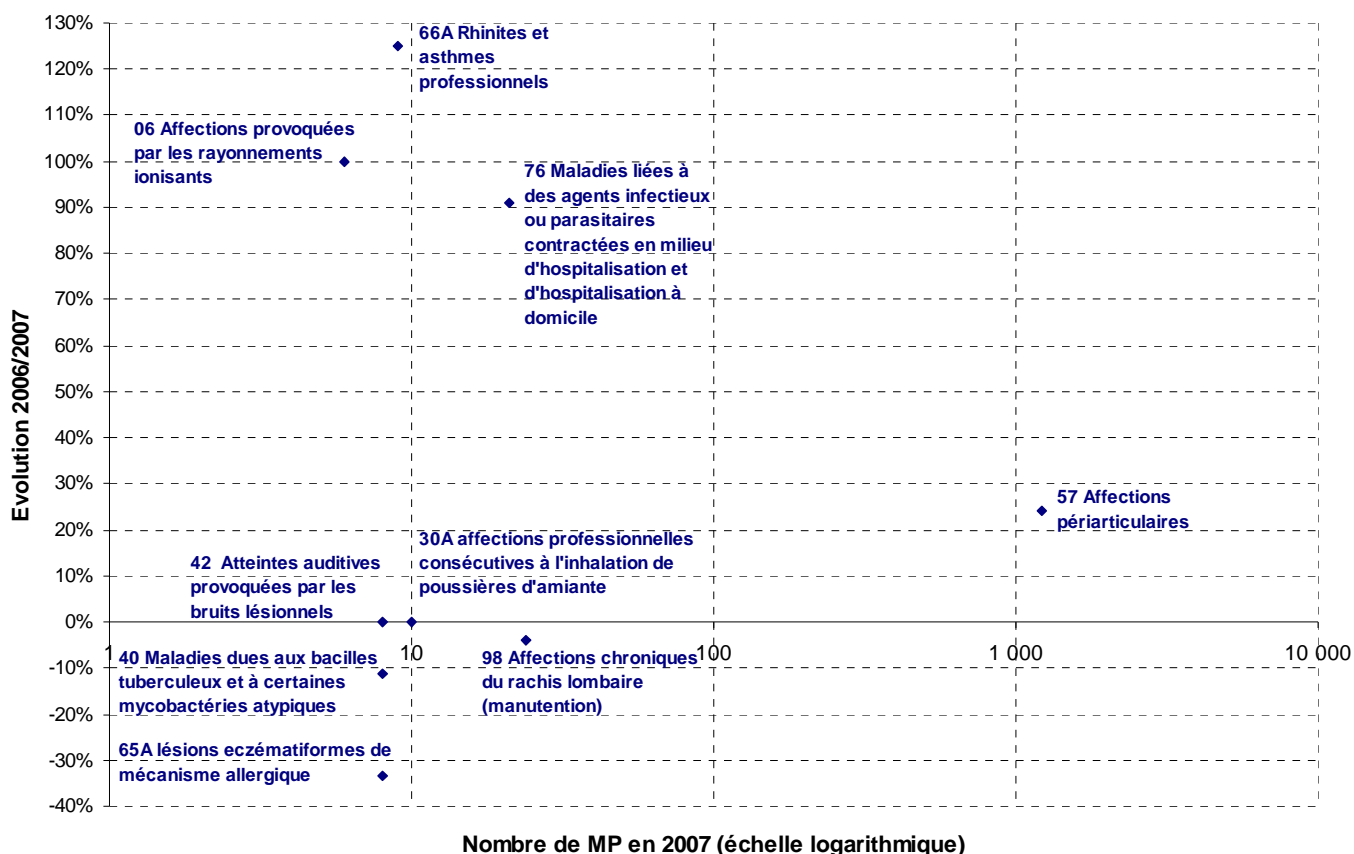 130%
120%
110%
100%
90%
80%
70%
60%
50%
40%
30%
20%
10%
0%
-10%
-20%
-30%
-40%
Evolution 2006/2007
66A Rhinites et
asthmes
professionnels
06 Affections provoquées
par les rayonnements
ionisants
76 Maladies liées à
des agents infectieux
ou parasitaires
contractées en milieu
d'hospitalisation et
d'hospitalisation à
domicile
57 Affections
périarticulaires
30A affections professionnelles
consécutives à l'inhalation de
poussières d'amiante
42 Atteintes auditives
provoquées par les
bruits lésionnels
1 10 100 1 000 10 000
40 Maladies dues aux bacilles
tuberculeux et à certaines
mycobactéries atypiques
98 Affections chroniques
du rachis lombaire
(manutention)
65A lésions eczématiformes de
mécanisme allergique
Nombre de MP en 2007 (échelle logarithmique)